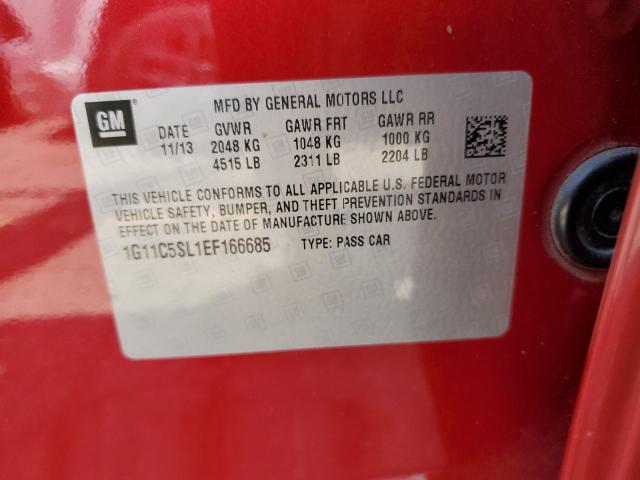 GM
MFD BY GENERAL MOTORS LLC
DATE GVWR GAWR FRT GAWR RR
11/13 2048 KG 1048 KG 1000 KG
4515 LB 2311 LB 2204 LB
THIS VEHICLE CONFORMS TO ALL APPLICABLE U.S. FEDERAL MOTOR
VEHICLE SAFETY, BUMPER, AND THEFT PREVENTION STANDARDS IN
EFFECT ON THE DATE OF MANUFACTURE SHOWN ABOVE.
1G11C5SL1EF166685 TYPE: PASS CAR